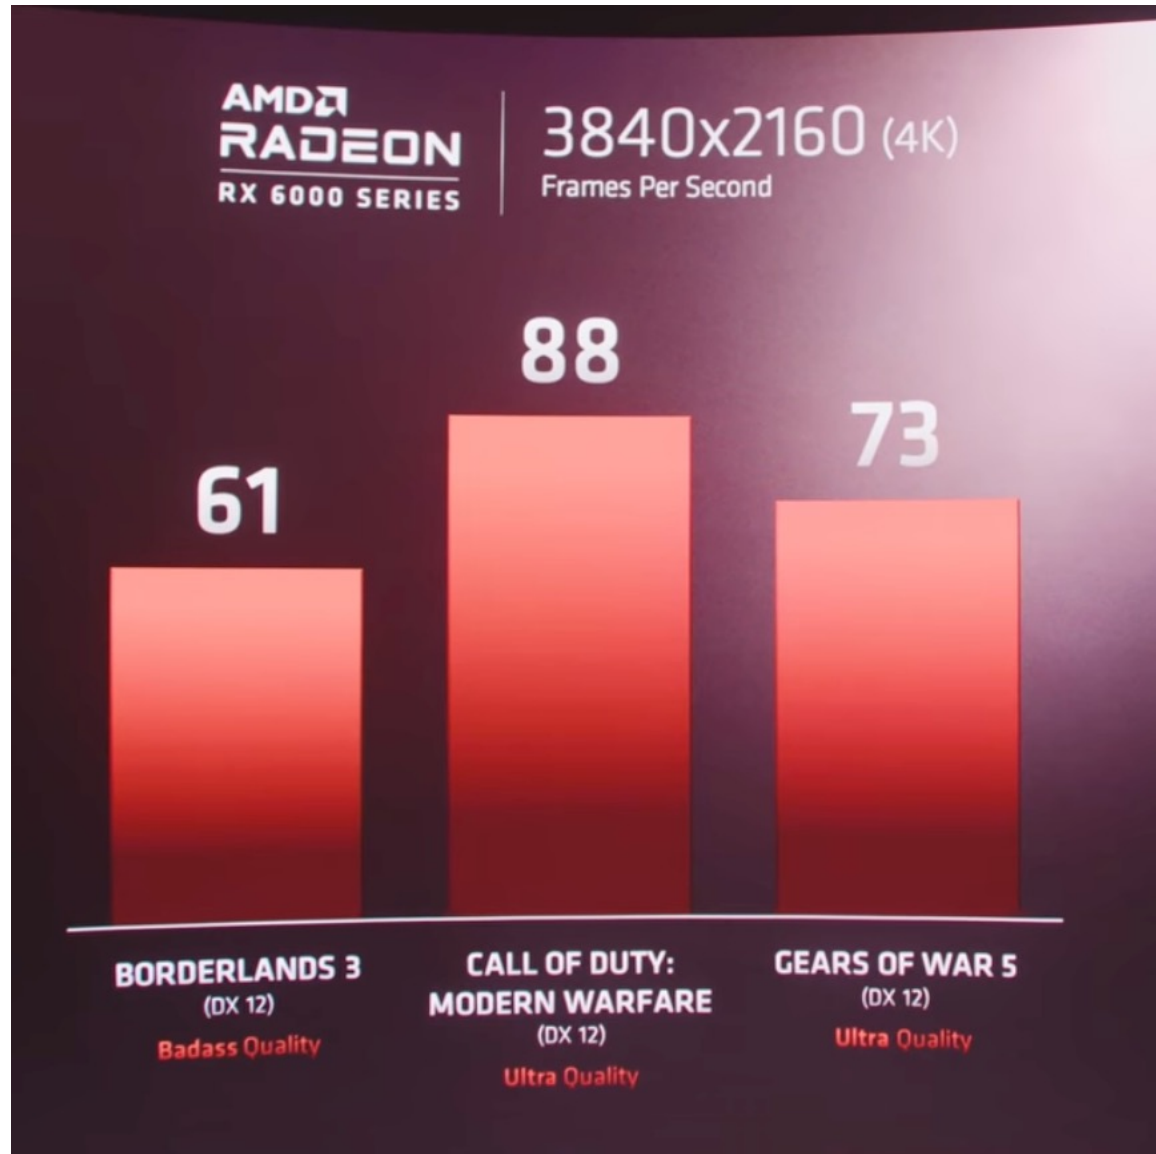 AMD
RADEON
RX 6000 SERIES
3840x2160 (4K)
Frames Per Second
88
73
61
BORDERLANDS 3
(DX 12)
Badass Quality
CALL OF DUTY:
MODERN WARFARE
(DX 12)
Ultra Quality
GEARS OF WAR 5
(DX 12)
Ultra Quality